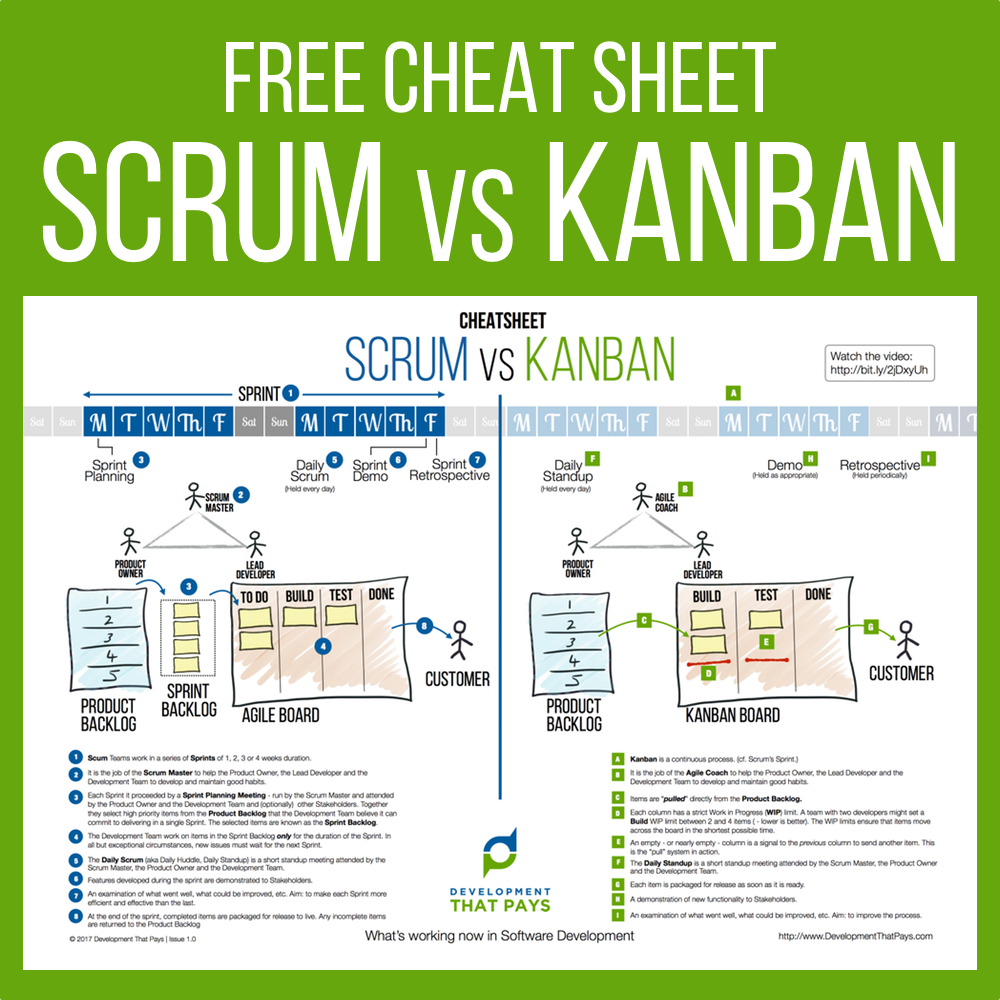 FREE CHEAT SHEET
SCRUM VS KANBAN
CHEATSHEET
SCRUM VS KANBAN
Watch the video:
http://bit.ly/2jDxyUh
SPRINT 1
Sat Sun M T W Th F Sat Sun M T W Th F Sat Sun
Sprint Planning 3
Daily Scrum 5
(Held every day)
Sprint Demo 6
Sprint Retrospective 7
SCRUM MASTER 2
PRODUCT OWNER
LEAD DEVELOPER
3
1
2
3
4
5
TO DO BUILD TEST DONE
4
8
CUSTOMER
PRODUCT BACKLOG
SPRINT BACKLOG
AGILE BOARD
A
M T W Th F Sat Sun M T W Th F Sat Sun M T
Daily Standup F
(Held every day)
Demo H
(Held as appropriate)
Retrospective I
(Held periodically)
AGILE COACH B
PRODUCT OWNER
LEAD DEVELOPER
1
2
3
4
5
C
BUILD TEST DONE
E
D
G
CUSTOMER
PRODUCT BACKLOG
KANBAN BOARD
1 Scum Teams work in a series of Sprints of 1, 2, 3 or 4 weeks duration.
2 It is the job of the Scrum Master to help the Product Owner, the Lead Developer and the
Development Team to develop and maintain good habits.
3 Each Sprint it proceeded by a Sprint Planning Meeting - run by the Scrum Master and attended
by the Product Owner and the Development Team and (optionally) other Stakeholders. Together
they select high priority items from the Product Backlog that the Development Team believe it can
commit to delivering in a single Sprint. The selected items are known as the Sprint Backlog.
4 The Development Team work on items in the Sprint Backlog only for the duration of the Sprint. In
all but exceptional circumstances, new issues must wait for the next Sprint.
5 The Daily Scrum (aka Daily Huddle, Daily Standup) is a short standup meeting attended by the
Scrum Master, the Product Owner and the Development Team.
6 Features developed during the sprint are demonstrated to Stakeholders.
7 An examination of what went well, what could be improved, etc. Aim: to make each Sprint more
efficient and effective than the last.
8 At the end of the sprint, completed items are packaged for release to live. Any incomplete items
are returned to the Product Backlog
© 2017 Development That Pays | Issue 1.0
A Kanban is a continuous process. (cf. Scrum's Sprint.)
B It is the job of the Agile Coach to help the Product Owner, the Lead Developer and the
Development Team to develop and maintain good habits.
C Items are "pulled" directly from the Product Backlog.
D Each column has a strict Work in Progress (WIP) limit. A team with two developers might set a
Build WIP limit between 2 and 4 items ( - lower is better). The WIP limits ensure that items move
across the board in the shortest possible time.
E An empty - or nearly empty - column is a signal to the previous column to send another item. This
is the "pull" system in action.
F The Daily Standup is a short standup meeting attended by the Scrum Master, the Product Owner
and the Development Team.
G Each item is packaged for release as soon as it is ready.
H A demonstration of new functionality to Stakeholders.
I An examination of what went well, what could be improved, etc. Aim: to improve the process.
DEVELOPMENT
THAT PAYS
What's working now in Software Development
http://www.DevelopmentThatPays.com